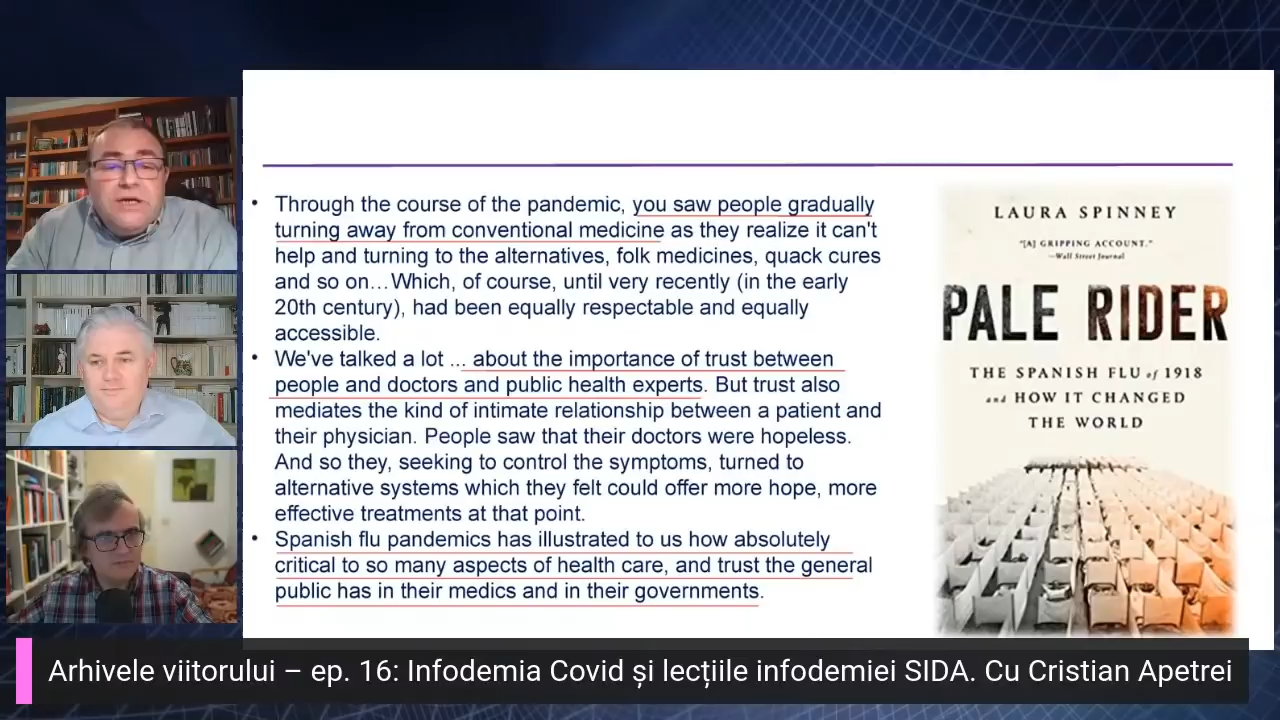 • Through the course of the pandemic, you saw people gradually
turning away from conventional medicine as they realize it can't
help and turning to the alternatives, folk medicines, quack cures
and so on…Which, of course, until very recently (in the early
20th century), had been equally respectable and equally
accessible.
• We've talked a lot ... about the importance of trust between
people and doctors and public health experts. But trust also
mediates the kind of intimate relationship between a patient and
their physician. People saw that their doctors were hopeless.
And so they, seeking to control the symptoms, turned to
alternative systems which they felt could offer more hope, more
effective treatments at that point.
• Spanish flu pandemics has illustrated to us how absolutely
critical to so many aspects of health care, and trust the general
public has in their medics and in their governments.
LAURA SPINNEY
"[A] GRIPPING ACCOUNT."
—Wall Street Journal
PALE RIDER
THE SPANISH FLU of 1918
and HOW IT CHANGED
THE WORLD
Arhivele viitorului – ep. 16: Infodemia Covid și lecțiile infodemiei SIDA. Cu Cristian Apetrei